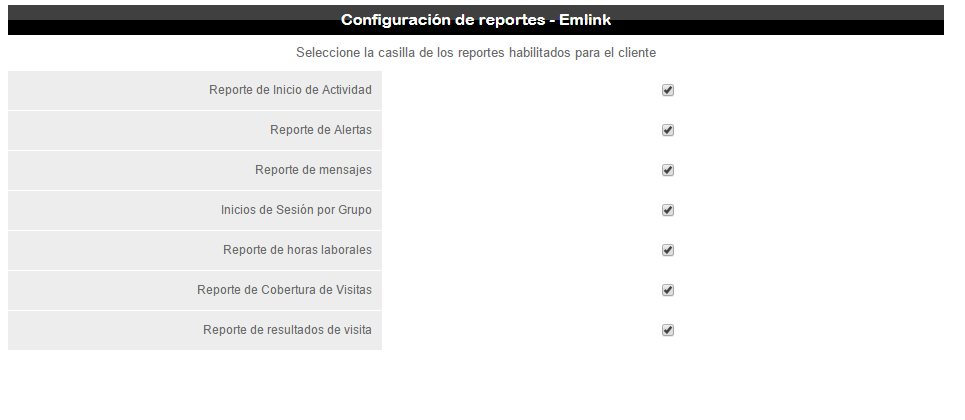 Configuración de reportes - Emlink
Seleccione la casilla de los reportes habilitados para el cliente
Reporte de Inicio de Actividad
Reporte de Alertas
Reporte de mensajes
Inicios de Sesión por Grupo
Reporte de horas laborales
Reporte de Cobertura de Visitas
Reporte de resultados de visita